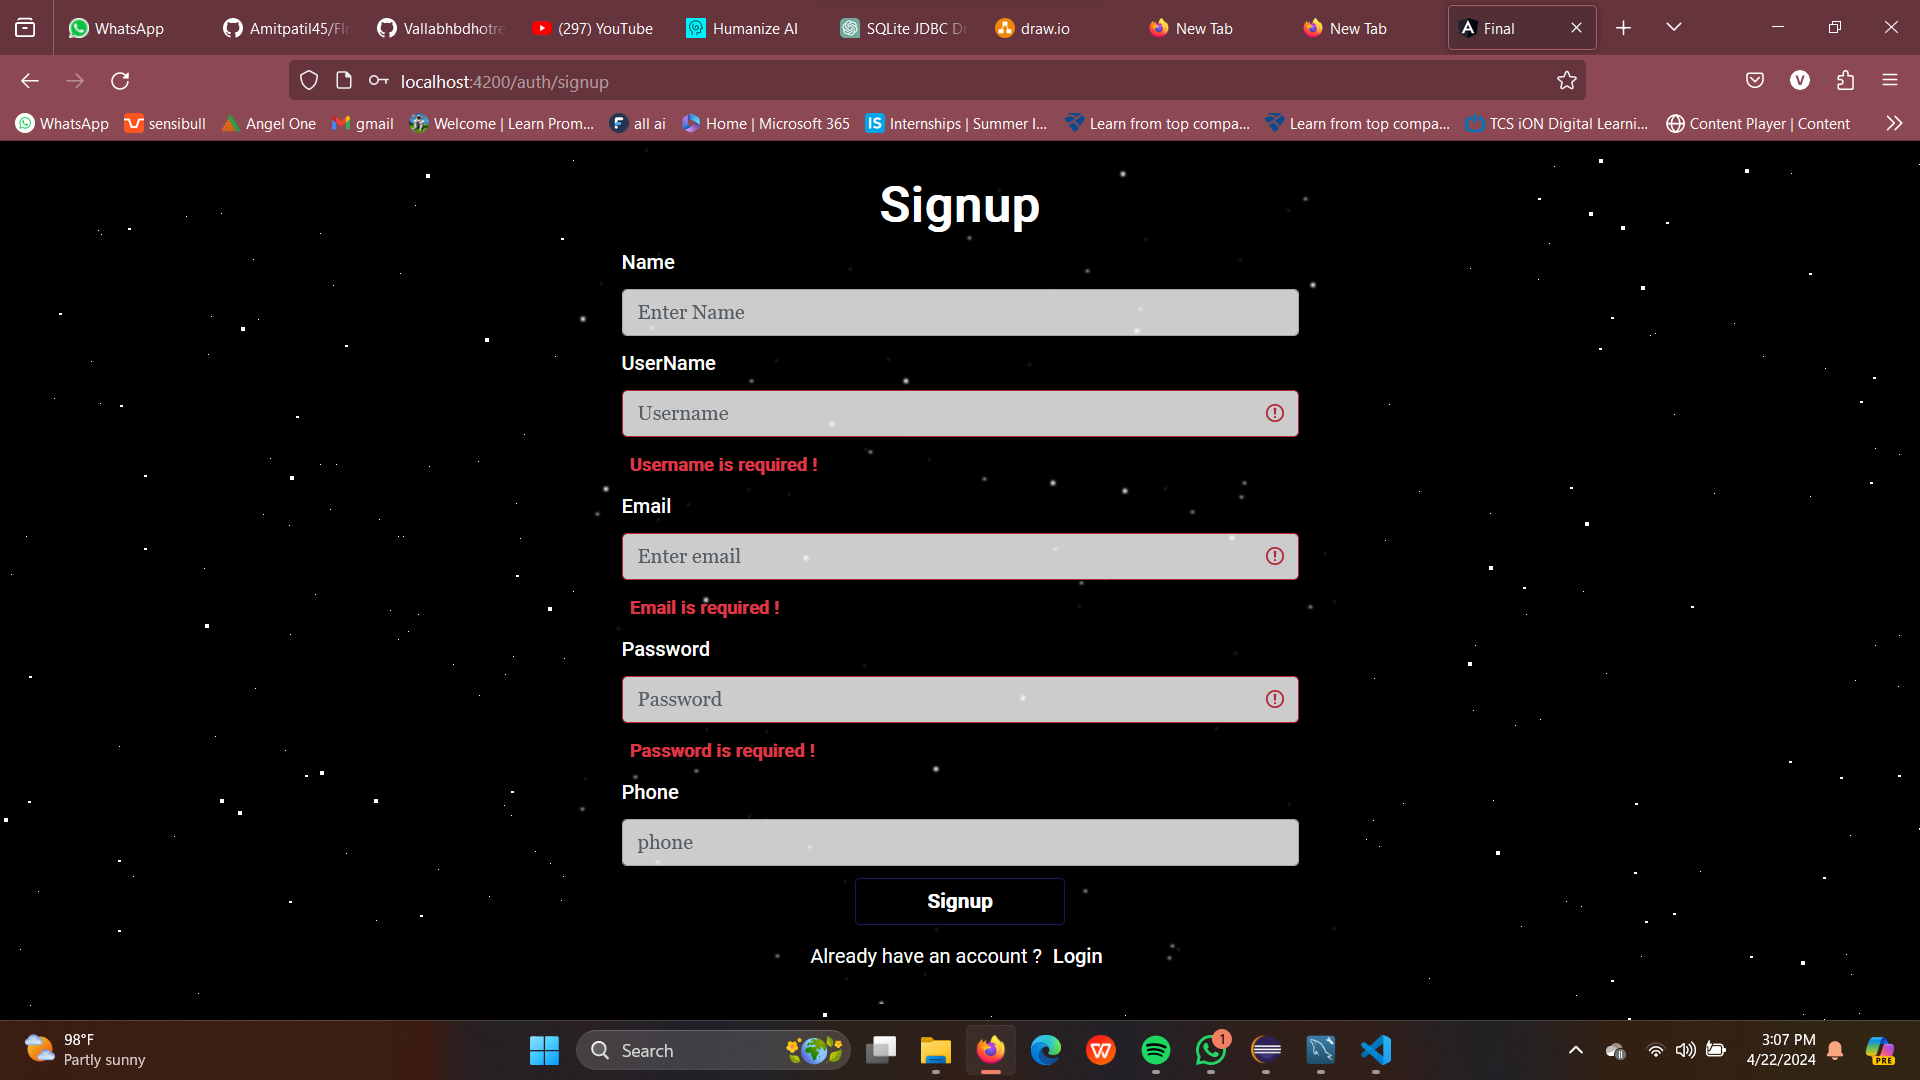 WhatsApp
Amitpatil45/FIn
Vallabhbdhotre
(297) YouTube
Humanize AI
SQLite JDBC Dr
draw.io
New Tab
New Tab
Final
localhost:4200/auth/signup
V
WhatsApp
sensibull
Angel One
gmail
Welcome | Learn Prom...
all ai
Home | Microsoft 365
IS
Internships | Summer I...
Learn from top compa...
Learn from top compa...
TCS iON Digital Learni...
Content Player | Content
Signup
Name
Enter Name
UserName
Username
Username is required !
Email
Enter email
Email is required !
Password
Password
Password is required !
Phone
phone
Signup
Already have an account ? Login
98°F
Partly sunny
Search
1
3:07 PM
4/22/2024
PRE